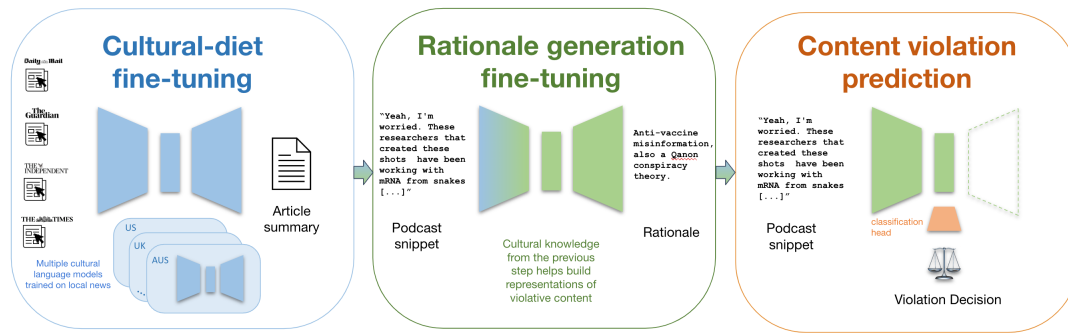 Cultural-diet
fine-tuning
Daily Mail
The
Guardian
THE
INDEPENDENT
THE TIMES
Multiple cultural
language models
trained on local news
US
UK
AUS
...
Article
summary
Rationale generation
fine-tuning
“Yeah, I'm
worried. These
researchers that
created these
shots have been
working with
mRNA from snakes
[...]”
Podcast
snippet
Cultural knowledge
from the previous
step helps build
representations of
violative content
Anti-vaccine
misinformation,
also a Qanon
conspiracy
theory.
Rationale
Content violation
prediction
“Yeah, I'm
worried. These
researchers that
created these
shots have been
working with
mRNA from snakes
[...]”
Podcast
snippet
classification
head
Violation Decision